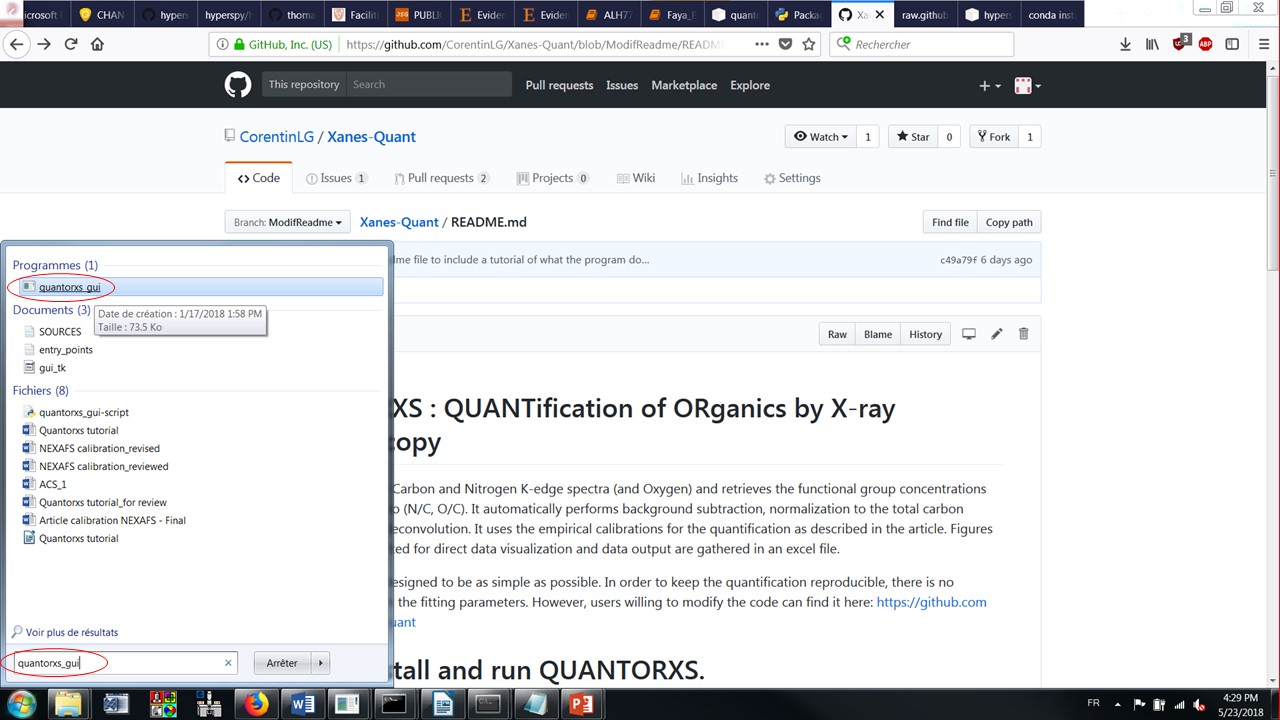 microsoft I
CHAN
hypers
hyperspy/
thoma
Facilit
PUBLI
Evider
Evider
ALH77
Faya_E
quant
Packag
Xa
raw.github
hypers
conda inst
GitHub, Inc. (US)
https://github.com/CorentinLG/Xanes-Quant/blob/ModifReadme/READM
Rechercher
3
ABP
This repository
Search
Pull requests
Issues
Marketplace
Explore
CorentinLG / Xanes-Quant
Watch
1
Star
0
Fork
1
Code
Issues 1
Pull requests 2
Projects 0
Wiki
Insights
Settings
Branch: ModifReadme
Xanes-Quant / README.md
Find file
Copy path
me file to include a tutorial of what the program do...
c49a79f 6 days ago
Raw
Blame
History
XS : QUANTification of ORganics by X-ray
copy
Carbon and Nitrogen K-edge spectra (and Oxygen) and retrieves the functional group concentrations
o (N/C, O/C). It automatically performs background subtraction, normalization to the total carbon
econvolution. It uses the empirical calibrations for the quantification as described in the article. Figures
ed for direct data visualization and data output are gathered in an excel file.
esigned to be as simple as possible. In order to keep the quantification reproducible, there is no
the fitting parameters. However, users willing to modify the code can find it here: https://github.com
uant
tall and run QUANTORXS.
Programmes (1)
quantorxs_gui
Date de création : 1/17/2018 1:58 PM
Taille : 73.5 Ko
Documents (3)
SOURCES
entry_points
gui_tk
Fichiers (8)
quantorxs_gui-script
Quantorxs tutorial
NEXAFS calibration_revised
NEXAFS calibration_reviewed
ACS_1
Quantorxs tutorial_for review
Article calibration NEXAFS - Final
Quantorxs tutorial
Voir plus de résultats
quantorxs_gui
Arrêter
FR
4:29 PM
5/23/2018